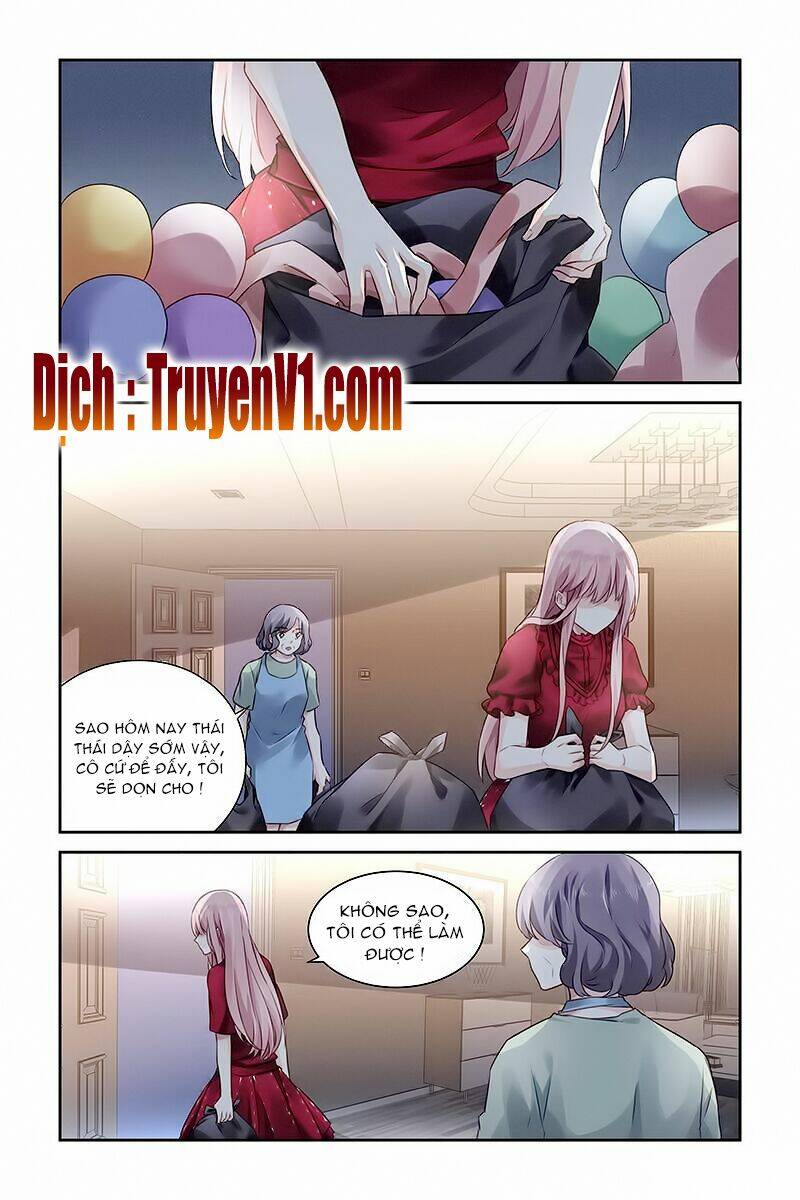 Dịch : TruyenV1.com
SAO HÔM NAY THÁI
THÁI DẬY SỚM VẬY,
CÔ CỨ ĐỂ ĐẤY, TÔI
SẼ DỌN CHO !
KHÔNG SAO,
TÔI CÓ THỂ LÀM
ĐƯỢC !